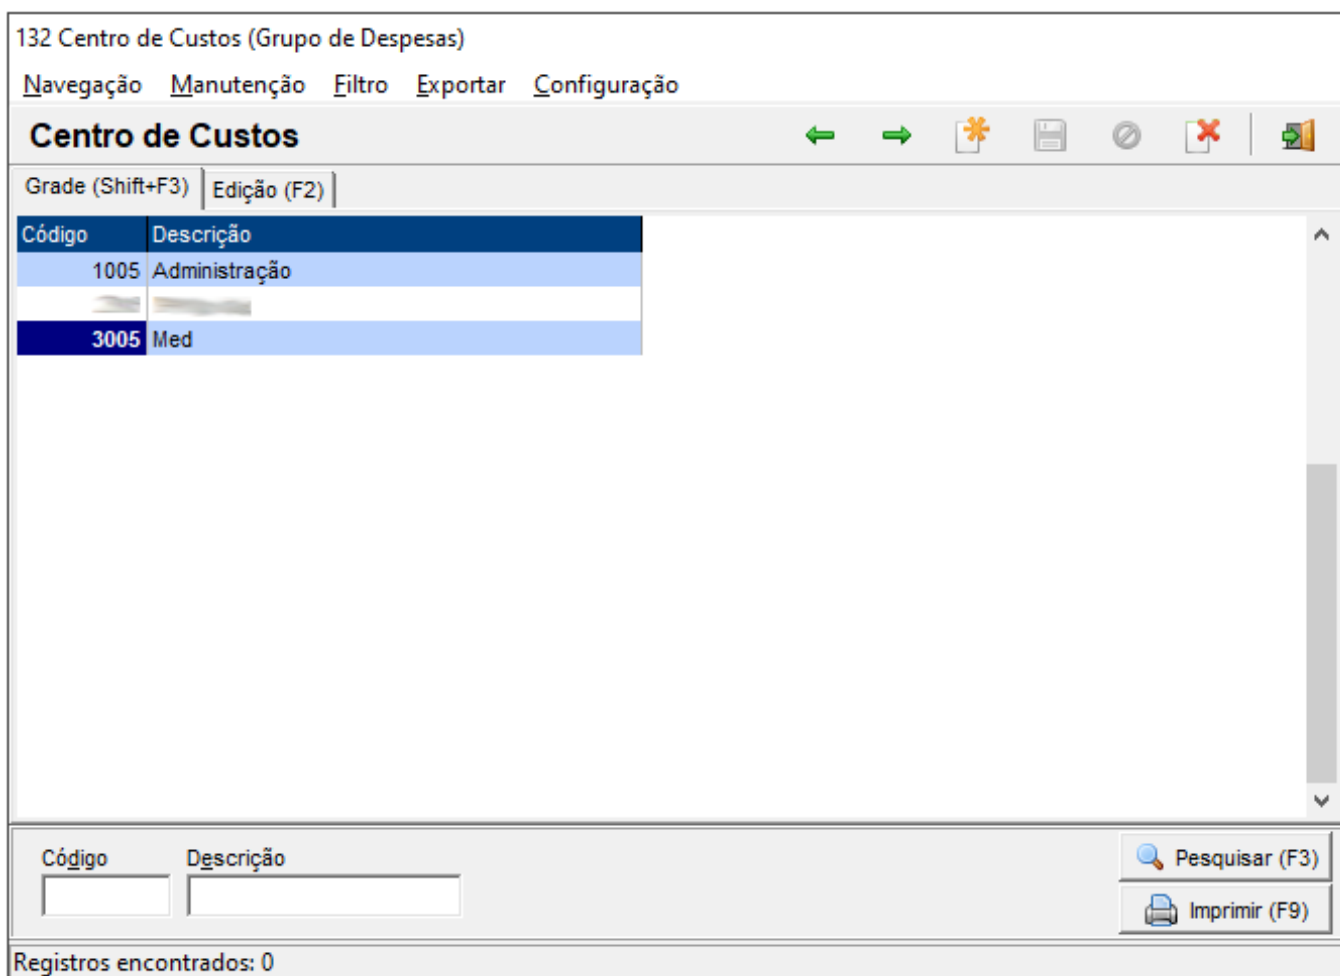 132 Centro de Custos (Grupo de Despesas)
Navegação Manutenção Filtro Exportar Configuração
Centro de Custos
Grade (Shift+F3) Edição (F2)
Código Descrição
1005 Administração
3005 Med
Código Descrição
Pesquisar (F3)
Imprimir (F9)
Registros encontrados: 0